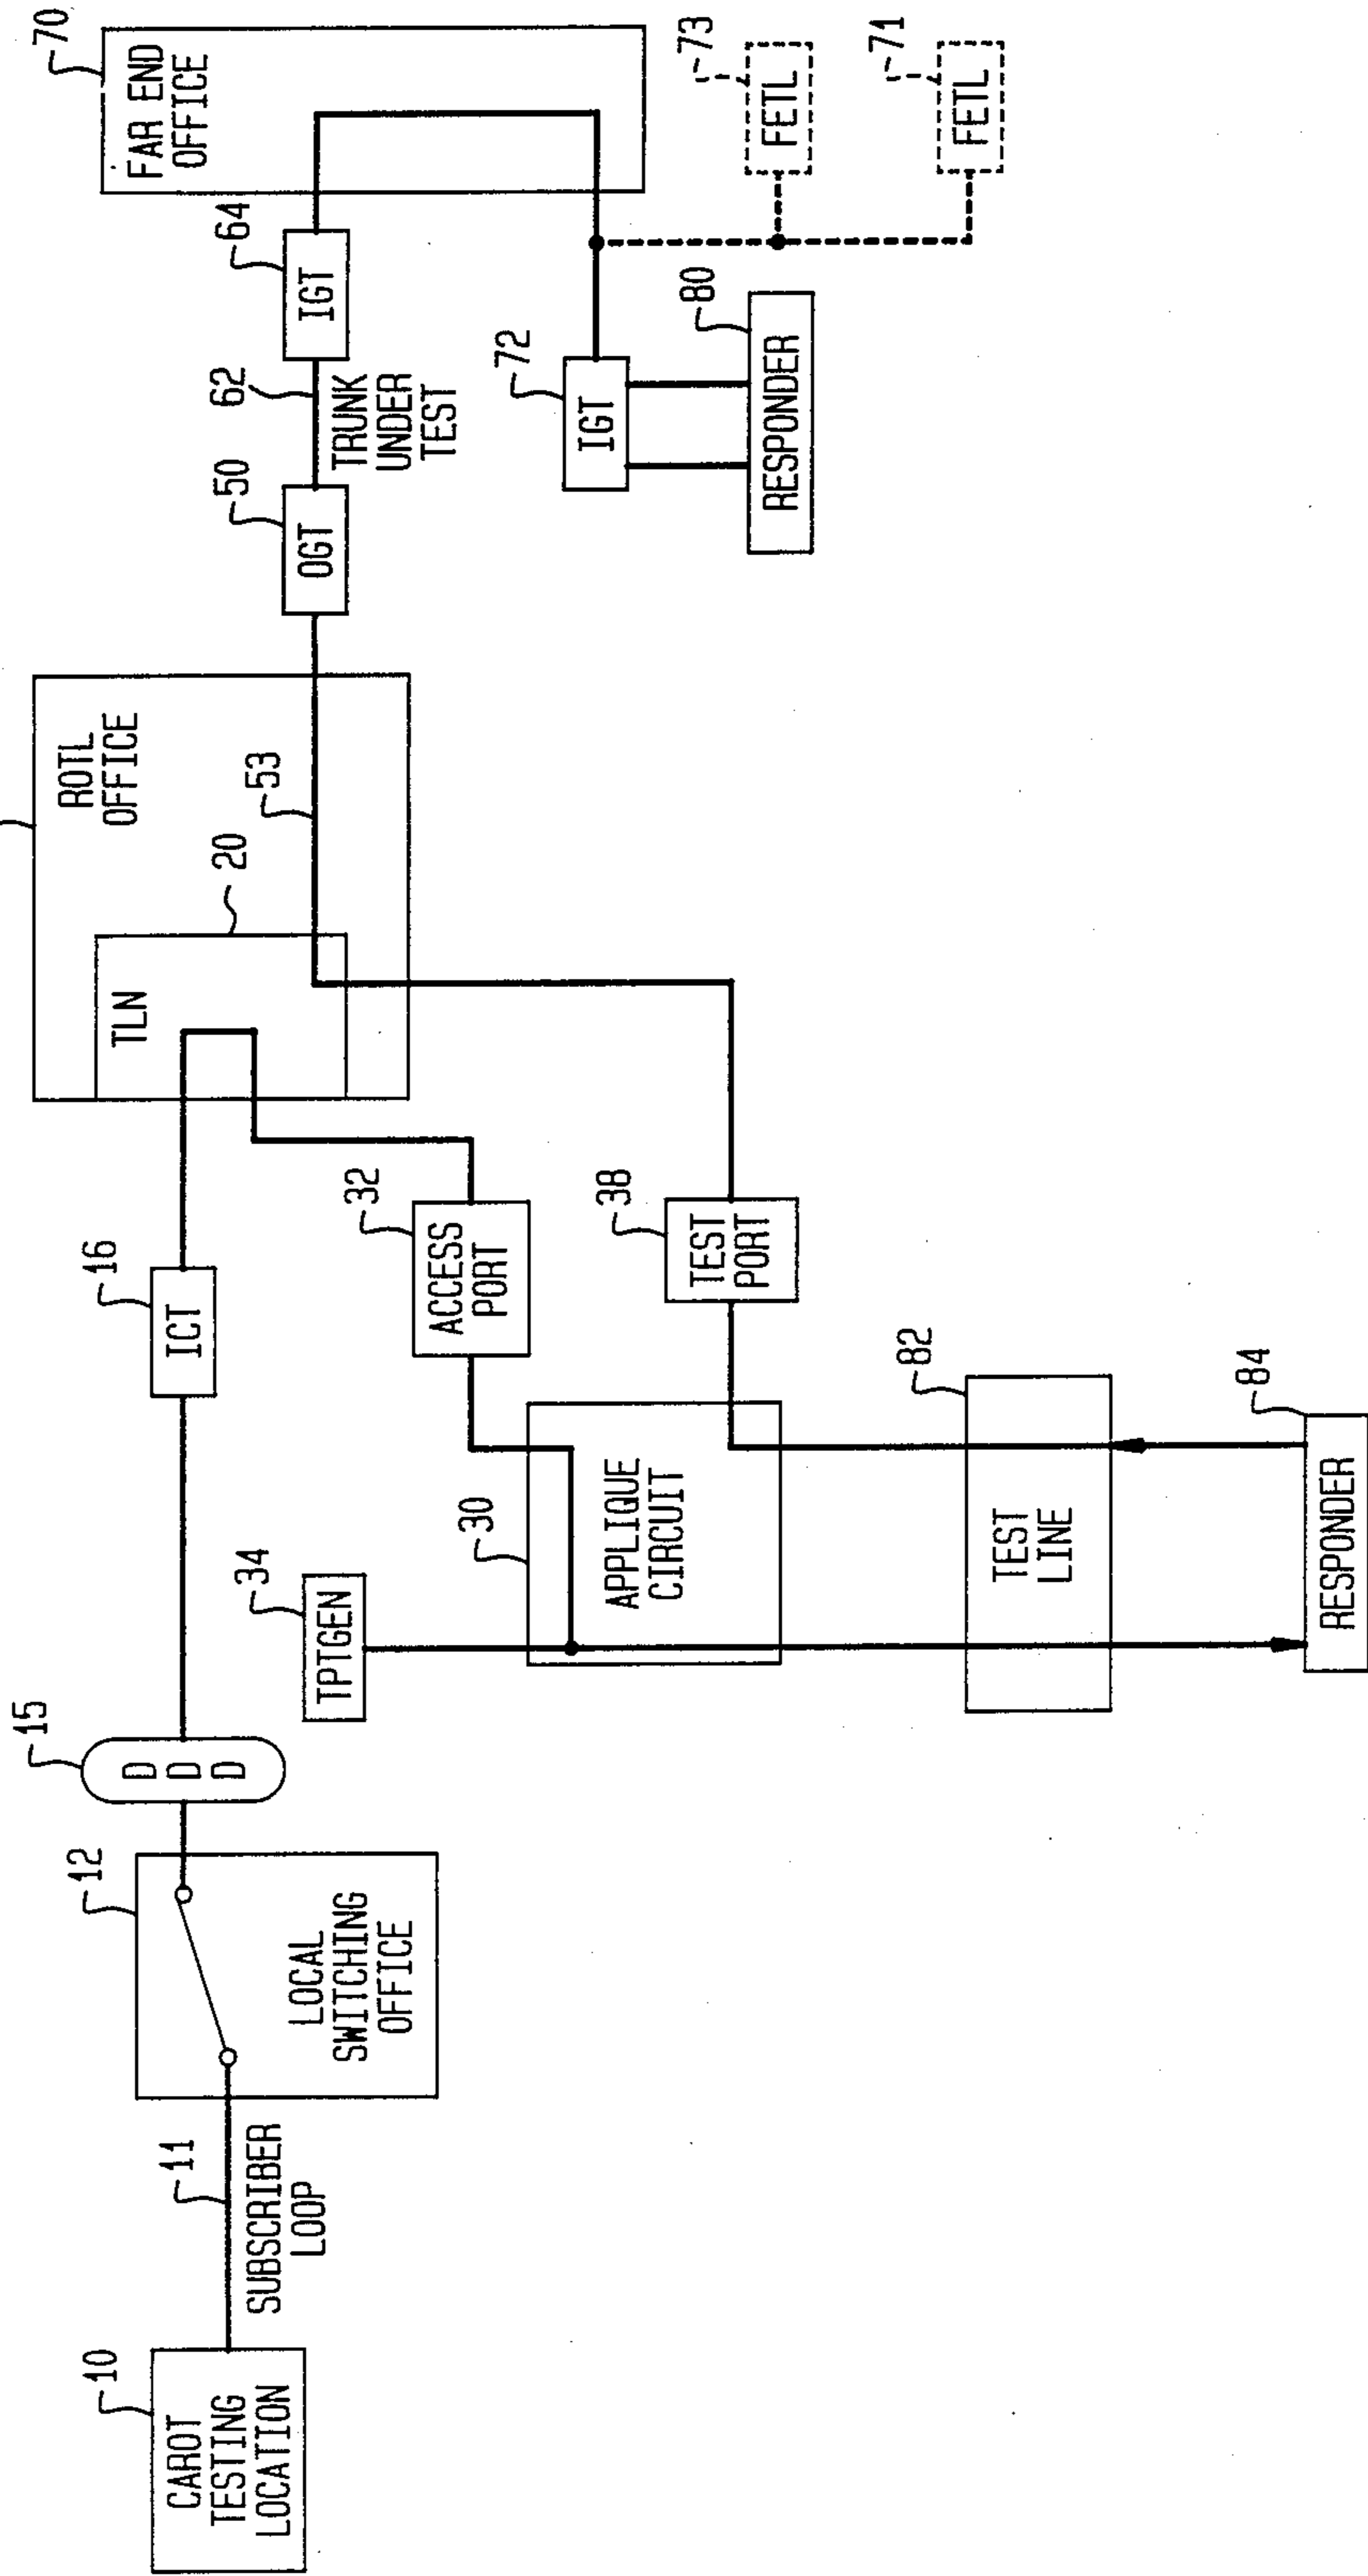 10
CAROT
TESTING
LOCATION
11
SUBSCRIBER
LOOP
12
LOCAL
SWITCHING
OFFICE
15
D
D
D
16
ICT
TLN
20
ROTL
OFFICE
53
50
OGT
62
TRUNK
UNDER
TEST
64
IGT
70
FAR END
OFFICE
34
TPTGEN
32
ACCESS
PORT
30
APPLIQUE
CIRCUIT
38
TEST
PORT
82
TEST
LINE
84
RESPONDER
72
IGT
80
RESPONDER
73
FETL
71
FETL